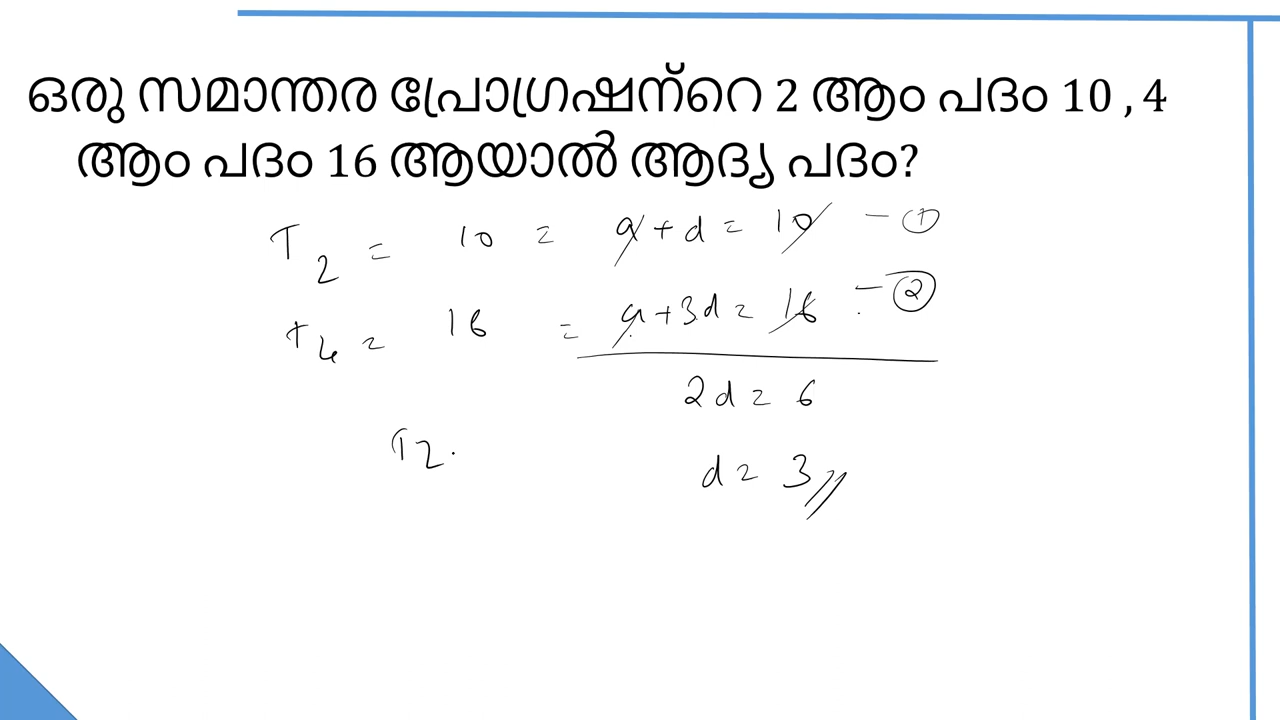 ഒരു സമാന്തര പ്രോഗ്രഷന്റെ 2 ആം പദം 10 , 4
ആം പദം 16 ആയാൽ ആദ്യ പദം?
T2 = 10 = a + d = 10 – ①
T4 = 16 = a + 3d = 16 – ②
2d = 6
T2.
d = 3